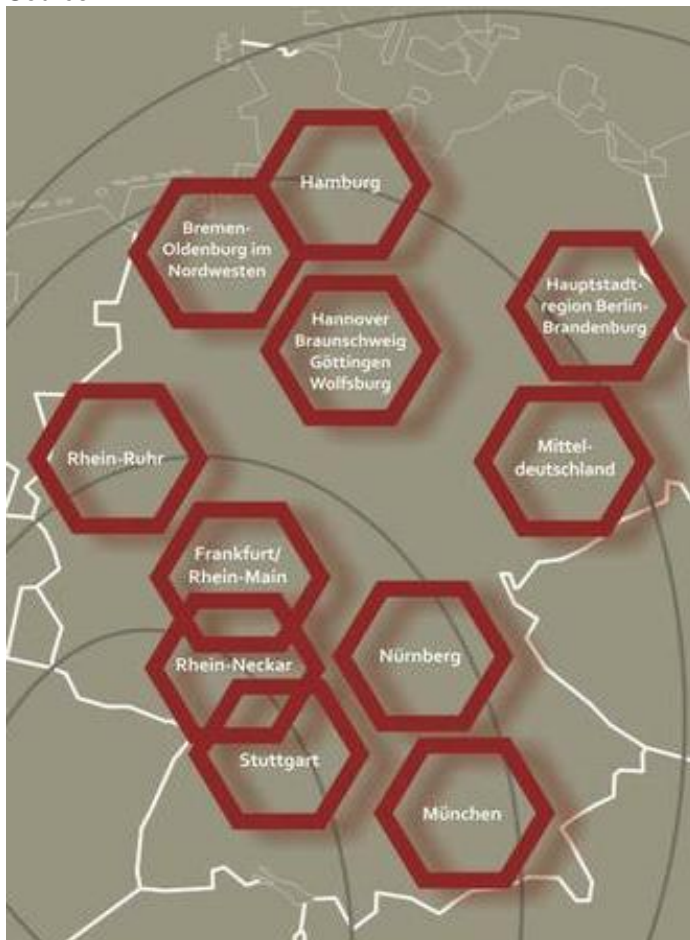 Hamburg
Bremen-
Oldenburg im
Nordwesten
Hannover
Braunschweig
Göttingen
Wolfsburg
Hauptstadt-
region Berlin-
Brandenburg
Rhein-Ruhr
Mittel-
deutschland
Frankfurt/
Rhein-Main
Rhein-Neckar
Nürnberg
Stuttgart
München